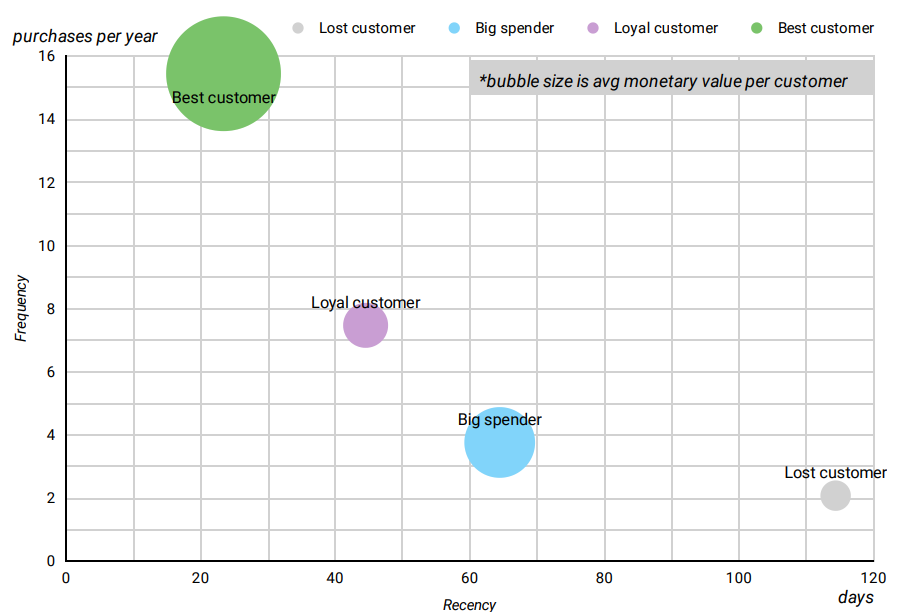 purchases per year
Lost customer
Big spender
Loyal customer
Best customer
*bubble size is avg monetary value per customer
16
14
12
10
8
6
4
2
0
Frequency
Best customer
Loyal customer
Big spender
Lost customer
0 20 40 60 80 100 120
days
Recency